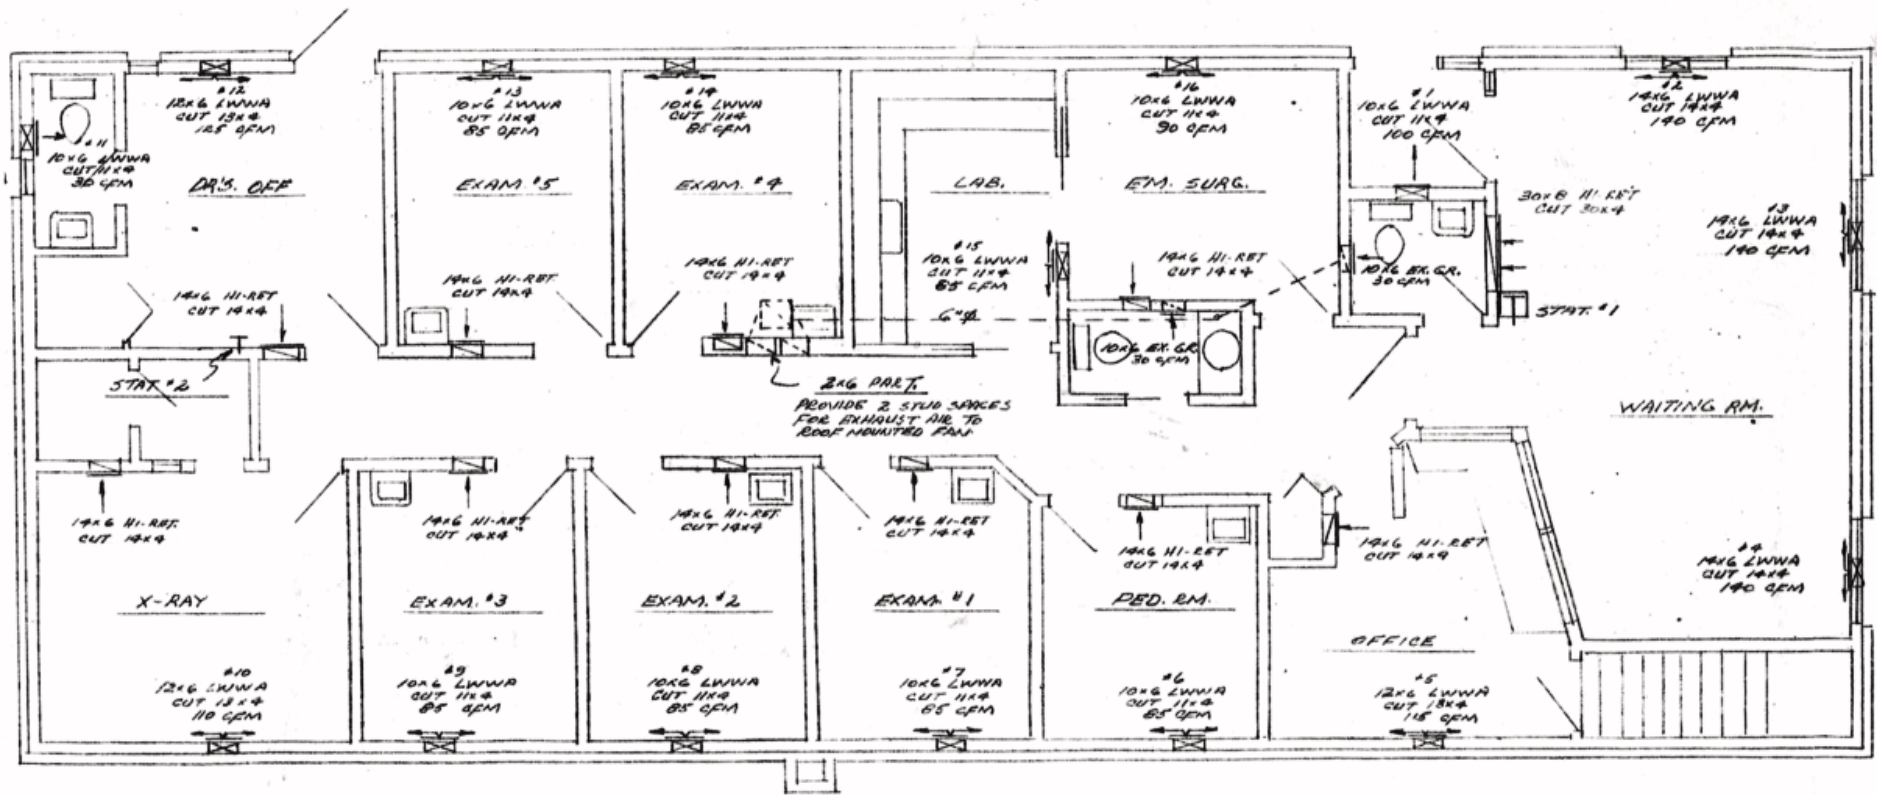 #12
12x6 LWWA
CUT 13x4
125 CFM
#13
10x6 LWWA
CUT 11x4
85 CFM
#14
10x6 LWWA
CUT 11x4
85 CFM
#16
10x6 LWWA
CUT 11x4
90 CFM
#1
10x6 LWWA
CUT 11x4
100 CFM
#2
14x6 LWWA
CUT 14x4
140 CFM
#11
10x6 LWWA
CUT 11x4
30 CFM
DR'S. OFF
EXAM. #5
EXAM. #4
LAB.
EM. SURG.
30x8 HI-RET
CUT 30x4
#3
14x6 LWWA
CUT 14x4
140 CFM
14x6 HI-RET
CUT 14x4
14x6 HI-RET
CUT 14x4
14x6 HI-RET
CUT 14x4
#15
10x6 LWWA
CUT 11x4
85 CFM
14x6 HI-RET
CUT 14x4
10x6 EX. GR.
30 CFM
6"ø
STAT. #1
10x6 EX. GR.
30 CFM
STAT #2
2x6 PART.
PROVIDE 2 STUD SPACES
FOR EXHAUST AIR TO
ROOF MOUNTED FAN
WAITING RM.
14x6 HI-RET.
CUT 14x4
14x6 HI-RET
CUT 14x4
14x6 HI-RET
CUT 14x4
14x6 HI-RET
CUT 14x4
14x6 HI-RET
CUT 14x4
14x6 HI-RET
CUT 14x4
#4
14x6 LWWA
CUT 14x4
140 CFM
X-RAY
EXAM. #3
EXAM. #2
EXAM. #1
PED. RM.
OFFICE
#10
12x6 LWWA
CUT 13x4
110 CFM
#9
10x6 LWWA
CUT 11x4
85 CFM
#8
10x6 LWWA
CUT 11x4
85 CFM
#7
10x6 LWWA
CUT 11x4
85 CFM
#6
10x6 LWWA
CUT 11x4
85 CFM
#5
12x6 LWWA
CUT 13x4
115 CFM